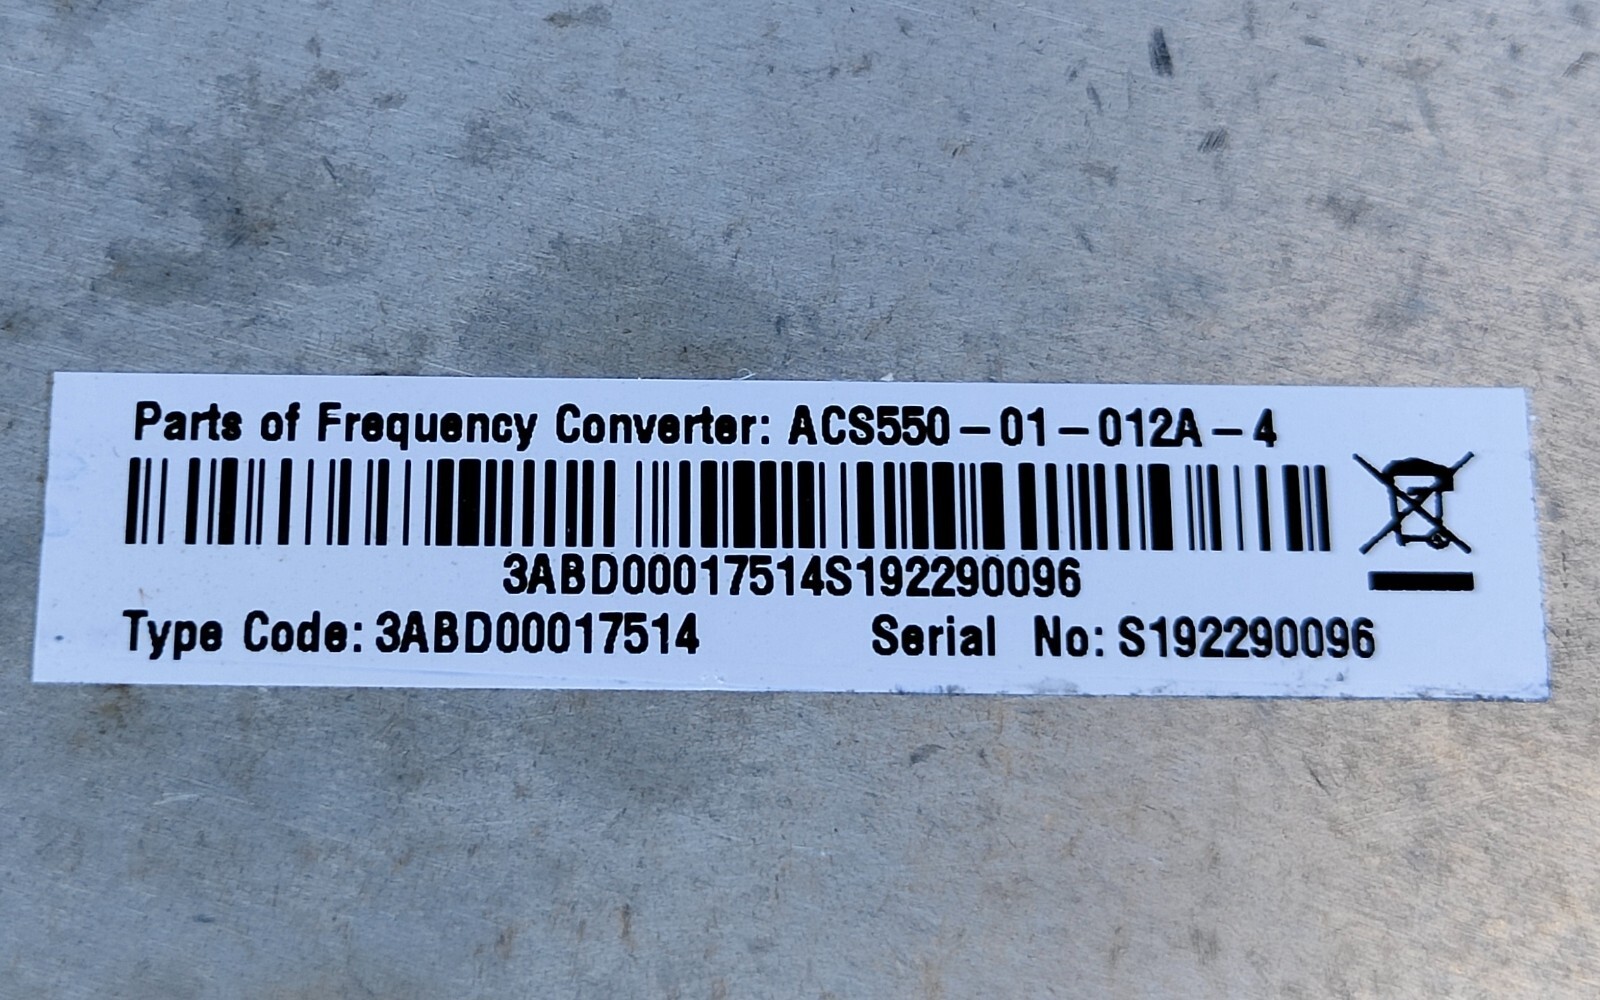 Parts of Frequency Converter: ACS550-01-012A-4
3ABD00017514S192290096
Type Code: 3ABD00017514 Serial No: S192290096